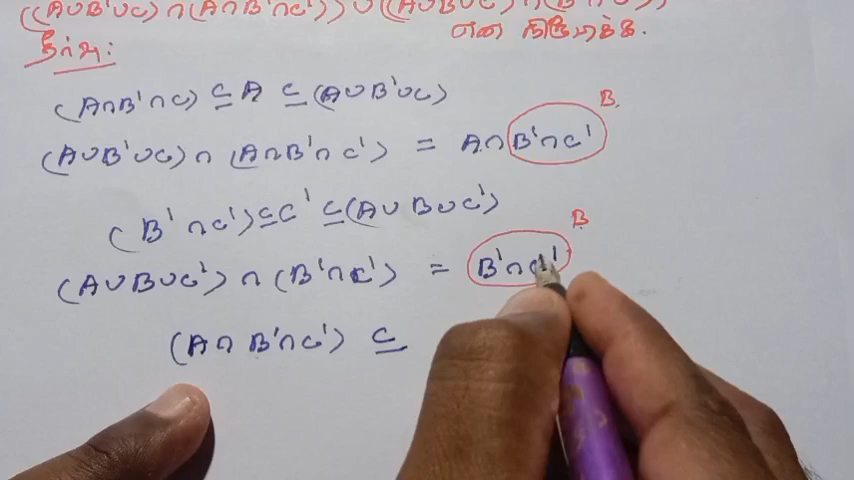 ((A∪B'∪C)∩(A∩B'∩C'))∪((A∪B∪C')∩(B'∩C'))
என நிரூபிக்க.
தீர்வு:
(A∩B'∩C) ⊆ A ⊆ (A∪B'∪C)
B.
(A∪B'∪C)∩ (A∩B'∩C') = A∩B'∩C'
(B'∩C') ⊆ C' ⊆ (A∪B∪C')
B
(A∪B∪C')∩(B'∩C') = B'∩C'
(A∩B'∩C') ⊆